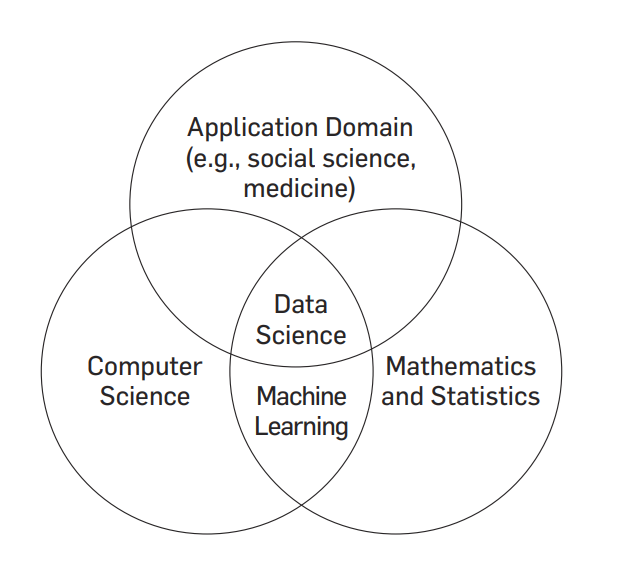 Application Domain
(e.g., social science,
medicine)
Data
Science
Computer
Science
Mathematics
and Statistics
Machine
Learning